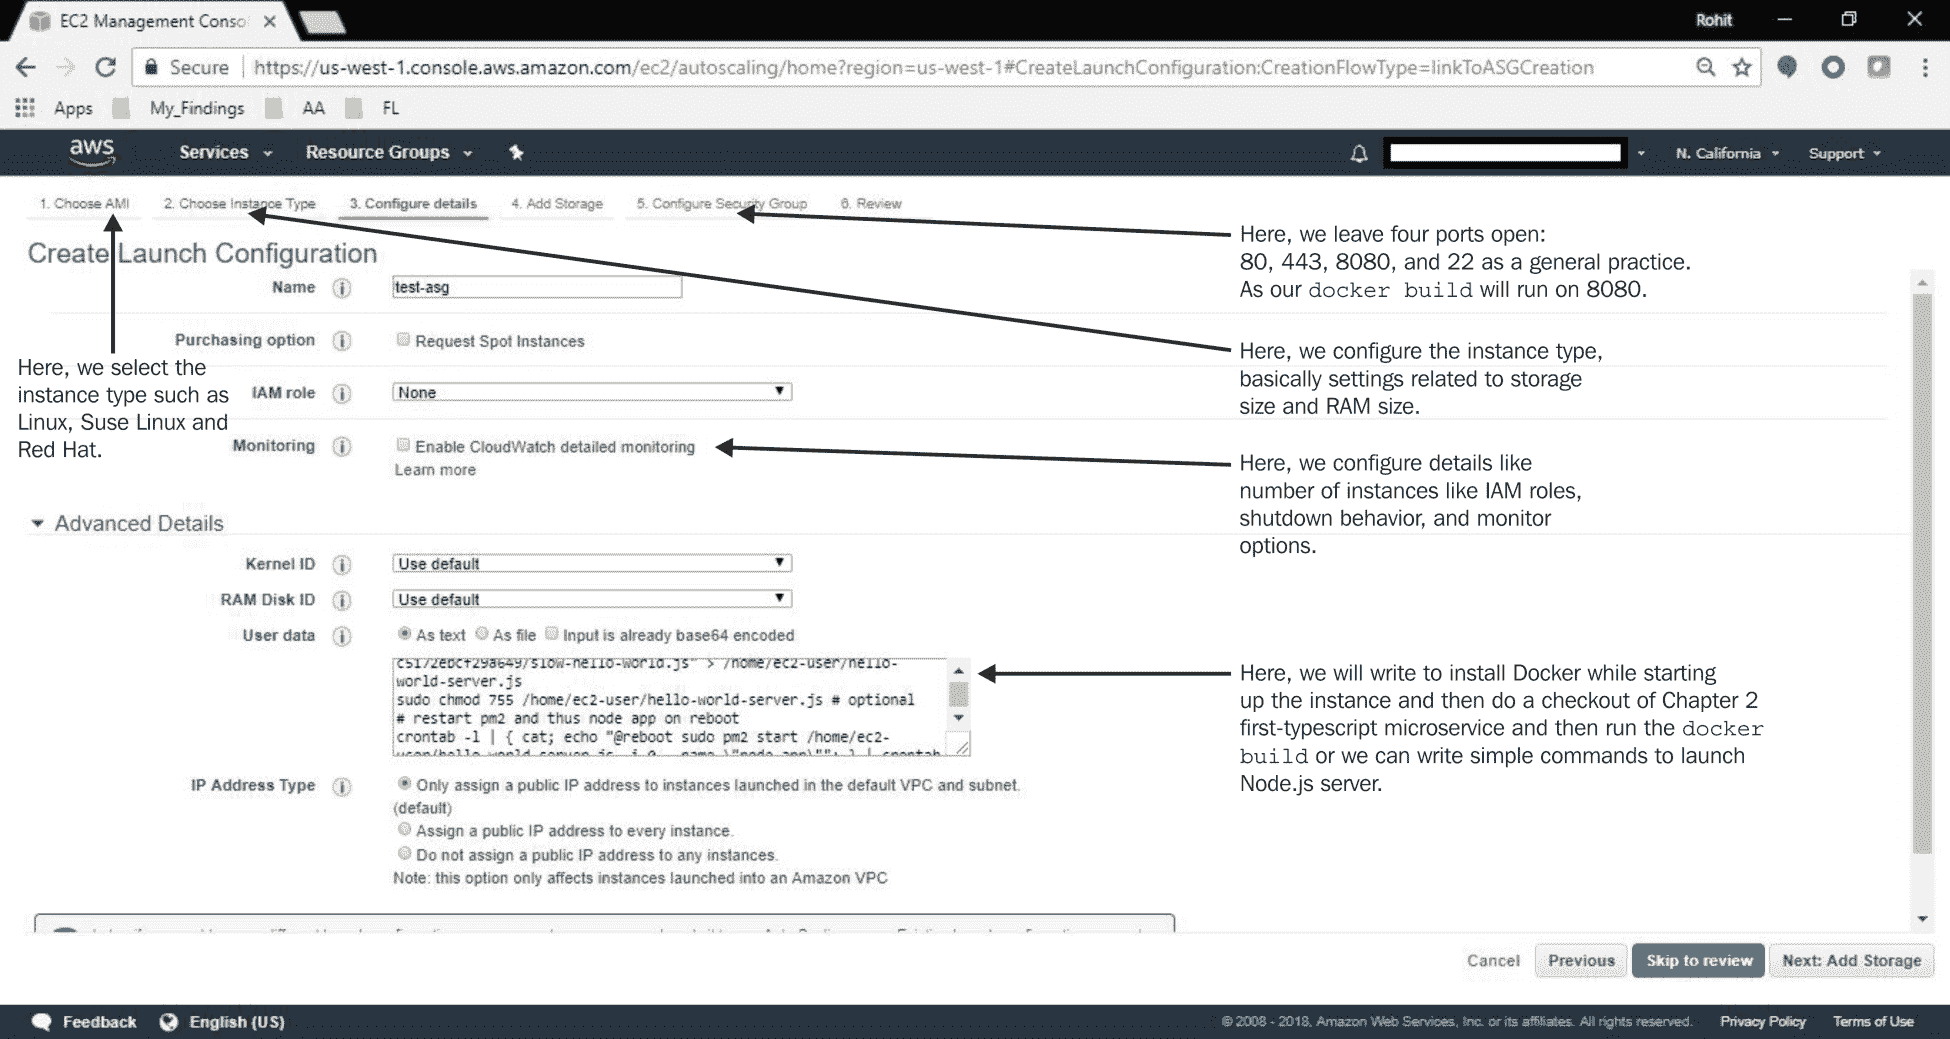 EC2 Management Conso
Rohit
Secure https://us-west-1.console.aws.amazon.com/ec2/autoscaling/home?region=us-west-1#CreateLaunchConfiguration:CreationFlowType=linkToASGCreation
Apps My_Findings AA FL
aws Services Resource Groups N. California Support
1. Choose AMI 2. Choose Instance Type 3. Configure details 4. Add Storage 5. Configure Security Group 6. Review
Create Launch Configuration
Name test-asg
Purchasing option Request Spot Instances
IAM role None
Monitoring Enable CloudWatch detailed monitoring
Learn more
Here, we select the
instance type such as
Linux, Suse Linux and
Red Hat.
Here, we leave four ports open:
80, 443, 8080, and 22 as a general practice.
As our docker build will run on 8080.
Here, we configure the instance type,
basically settings related to storage
size and RAM size.
Here, we configure details like
number of instances like IAM roles,
shutdown behavior, and monitor
options.
Advanced Details
Kernel ID Use default
RAM Disk ID Use default
User data As text As file Input is already base64 encoded
c5172ebcf29a649/slow-hello-world.js" > /home/ec2-user/hello-
world-server.js
sudo chmod 755 /home/ec2-user/hello-world-server.js # optional
# restart pm2 and thus node app on reboot
crontab -l | { cat; echo "@reboot sudo pm2 start /home/ec2-
Here, we will write to install Docker while starting
up the instance and then do a checkout of Chapter 2
first-typescript microservice and then run the docker
build or we can write simple commands to launch
Node.js server.
IP Address Type Only assign a public IP address to instances launched in the default VPC and subnet.
(default)
Assign a public IP address to every instance.
Do not assign a public IP address to any instances.
Note: this option only affects instances launched into an Amazon VPC
Cancel Previous Skip to review Next: Add Storage
Feedback English (US) © 2008 - 2018, Amazon Web Services, Inc. or its affiliates. All rights reserved. Privacy Policy Terms of Use